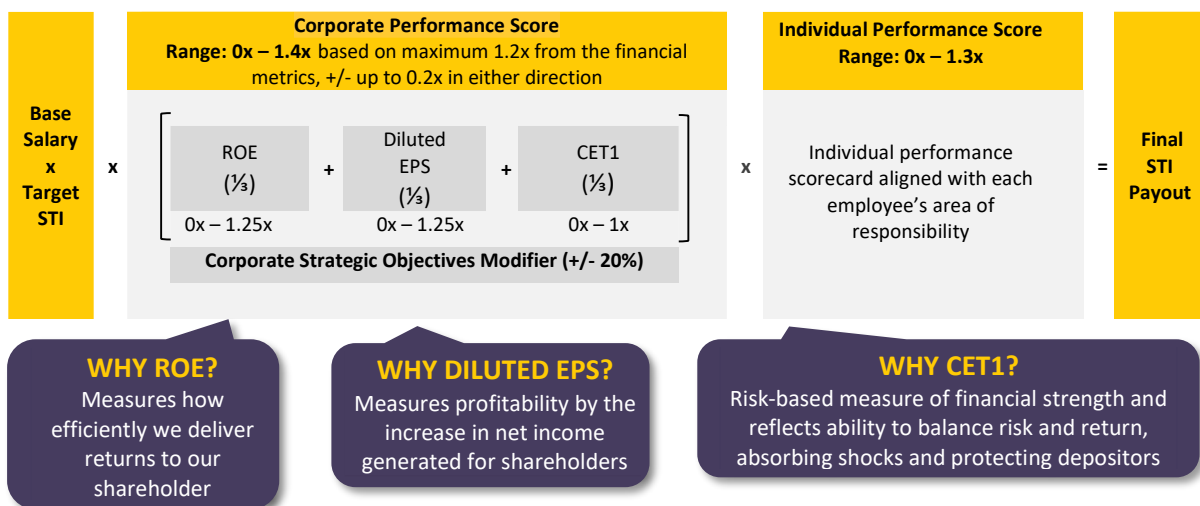 Base
Salary
x
Target
STI
x
Corporate Performance Score
Range: 0x – 1.4x based on maximum 1.2x from the financial
metrics, +/- up to 0.2x in either direction
ROE
(⅓)
0x – 1.25x
+
Diluted
EPS
(⅓)
0x – 1.25x
+
CET1
(⅓)
0x – 1x
Corporate Strategic Objectives Modifier (+/- 20%)
x
Individual Performance Score
Range: 0x – 1.3x
Individual performance
scorecard aligned with each
employee’s area of
responsibility
=
Final
STI
Payout
WHY ROE?
Measures how
efficiently we deliver
returns to our
shareholder
WHY DILUTED EPS?
Measures profitability by the
increase in net income
generated for shareholders
WHY CET1?
Risk-based measure of financial strength and
reflects ability to balance risk and return,
absorbing shocks and protecting depositors